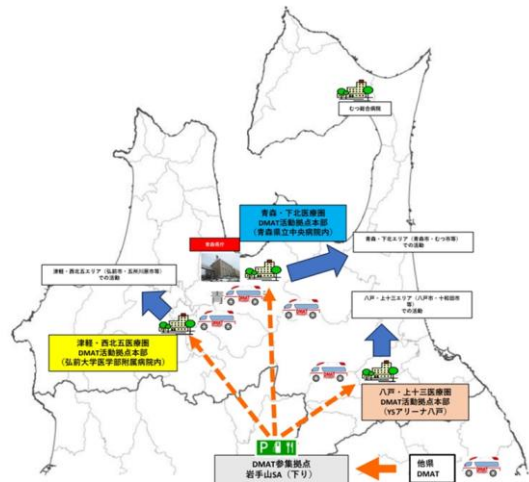 むつ総合病院
青森・下北医療圏
DMAT活動拠点本部
(青森県立中央病院内)
青森県庁
青森・下北エリア(青森市・むつ市等)
での活動
津軽・西北五エリア(弘前市・五所川原市等)
での活動
八戸・上十三エリア(八戸市・十和田市
等)
での活動
青
津軽・西北五医療圏
DMAT活動拠点本部
(弘前大学医学部附属病院内)
八戸・上十三医療圏
DMAT活動拠点本部
(YSアリーナ八戸)
P
DMAT参集拠点
岩手山SA(下り)
他県
DMAT